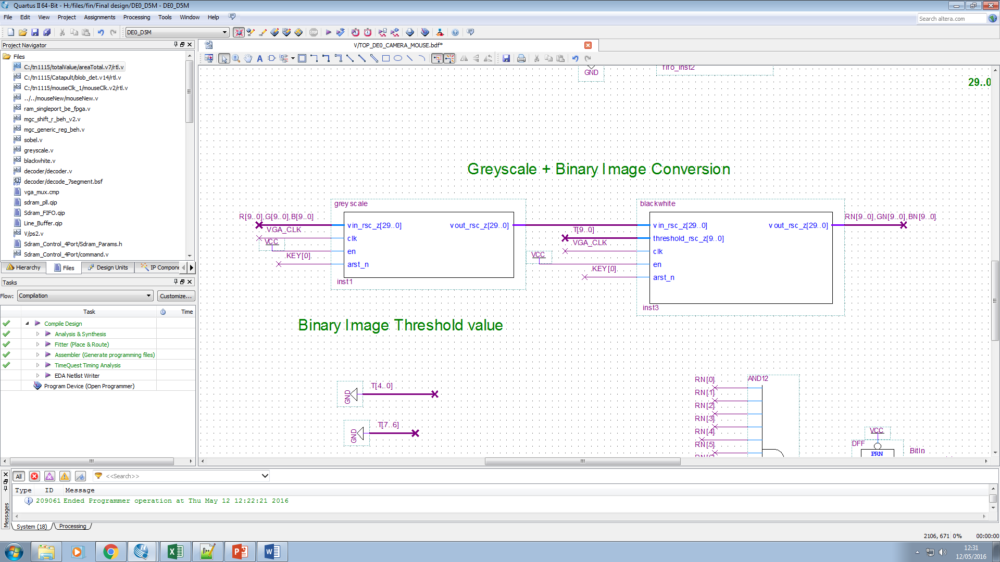 Quartus II 64-Bit - H:/files/fin/Final design/DE0_D5M - DE0_D5M
File Edit View Project Assignments Processing Tools Window Help
Search altera.com
DE0_D5M
Project Navigator
V/TOP_DE0_CAMERA_MOUSE.bdf*
Files
C:/tn1115/totalValue/areaTotal.v7/rtl.v
C:/tn1115/Catapult/blob_det.v14/rtl.v
C:/tn1115/mouseClk_1/mouseClk.v2/rtl.v
../../mouseNew/mouseNew.v
ram_singleport_be_fpga.v
mgc_shift_r_beh_v2.v
mgc_generic_reg_beh.v
sobel.v
greyscale.v
blackwhite.v
decoder/decoder.v
decoder/decode_7segment.bsf
vga_mux.cmp
sdram_pll.qip
Sdram_FIFO.qip
Line_Buffer.qip
V/ps2.v
Sdram_Control_4Port/Sdram_Params.h
Sdram_Control_4Port/command.v
Hierarchy Files Design Units IP Compone
Tasks
Flow: Compilation Customize...
Task Time
Compile Design
Analysis & Synthesis
Fitter (Place & Route)
Assembler (Generate programming files)
TimeQuest Timing Analysis
EDA Netlist Writer
Program Device (Open Programmer)
GND
fifo_inst2
29..0
Greyscale + Binary Image Conversion
greyscale
R[9..0],G[9..0],B[9..0]
VGA_CLK
VCC
KEY[0]
vin_rsc_z[29..0] vout_rsc_z[29..0]
clk
en
arst_n
inst1
blackwhite
T[9..0]
VGA_CLK
VCC
KEY[0]
vin_rsc_z[29..0] vout_rsc_z[29..0]
threshold_rsc_z[9..0]
clk
en
arst_n
inst3
RN[9..0],GN[9..0],BN[9..0]
Binary Image Threshold value
GND T[4..0]
GND T[7..6]
AND12
RN[0]
RN[1]
RN[2]
RN[3]
RN[4]
RN[5]
VCC
DFF
PRN
BitIn
All <<Search>>
Type ID Message
209061 Ended Programmer operation at Thu May 12 12:22:21 2016
Messages
System (18) Processing
2106, 671 0% 00:00:00
12:31
12/05/2016